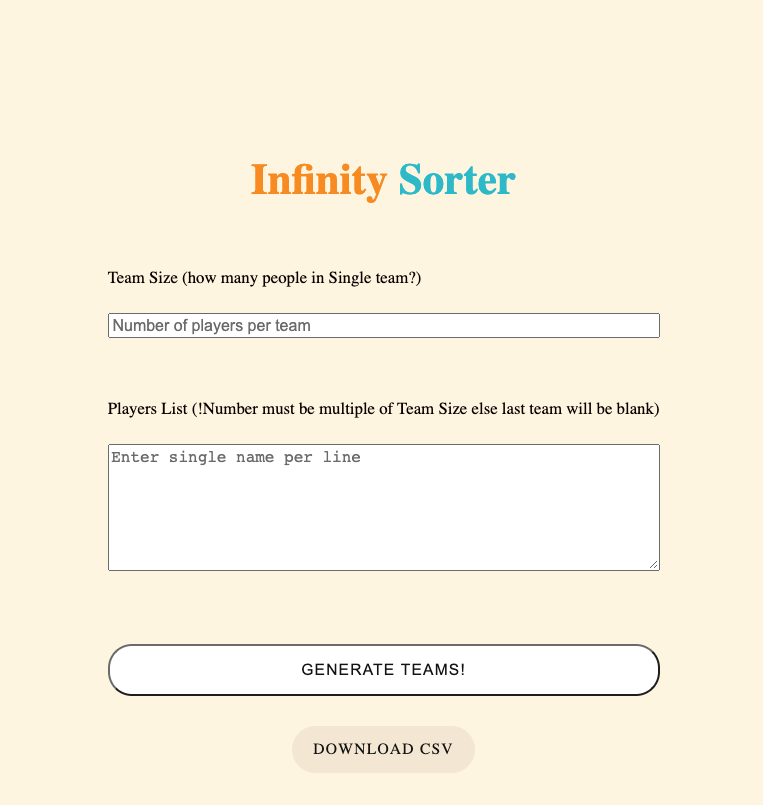 Infinity Sorter
Team Size (how many people in Single team?)
Number of players per team
Players List (!Number must be multiple of Team Size else last team will be blank)
Enter single name per line
GENERATE TEAMS!
DOWNLOAD CSV